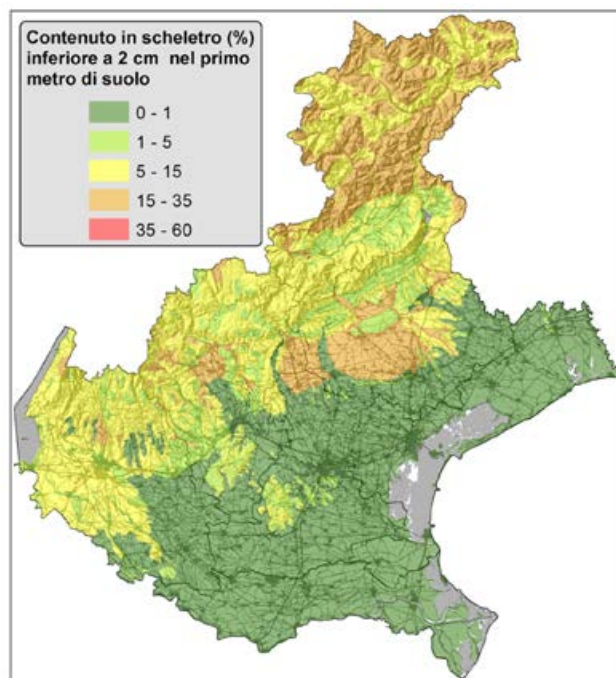 Contenuto in scheletro (%)
inferiore a 2 cm nel primo
metro di suolo
0 - 1
1 - 5
5 - 15
15 - 35
35 - 60